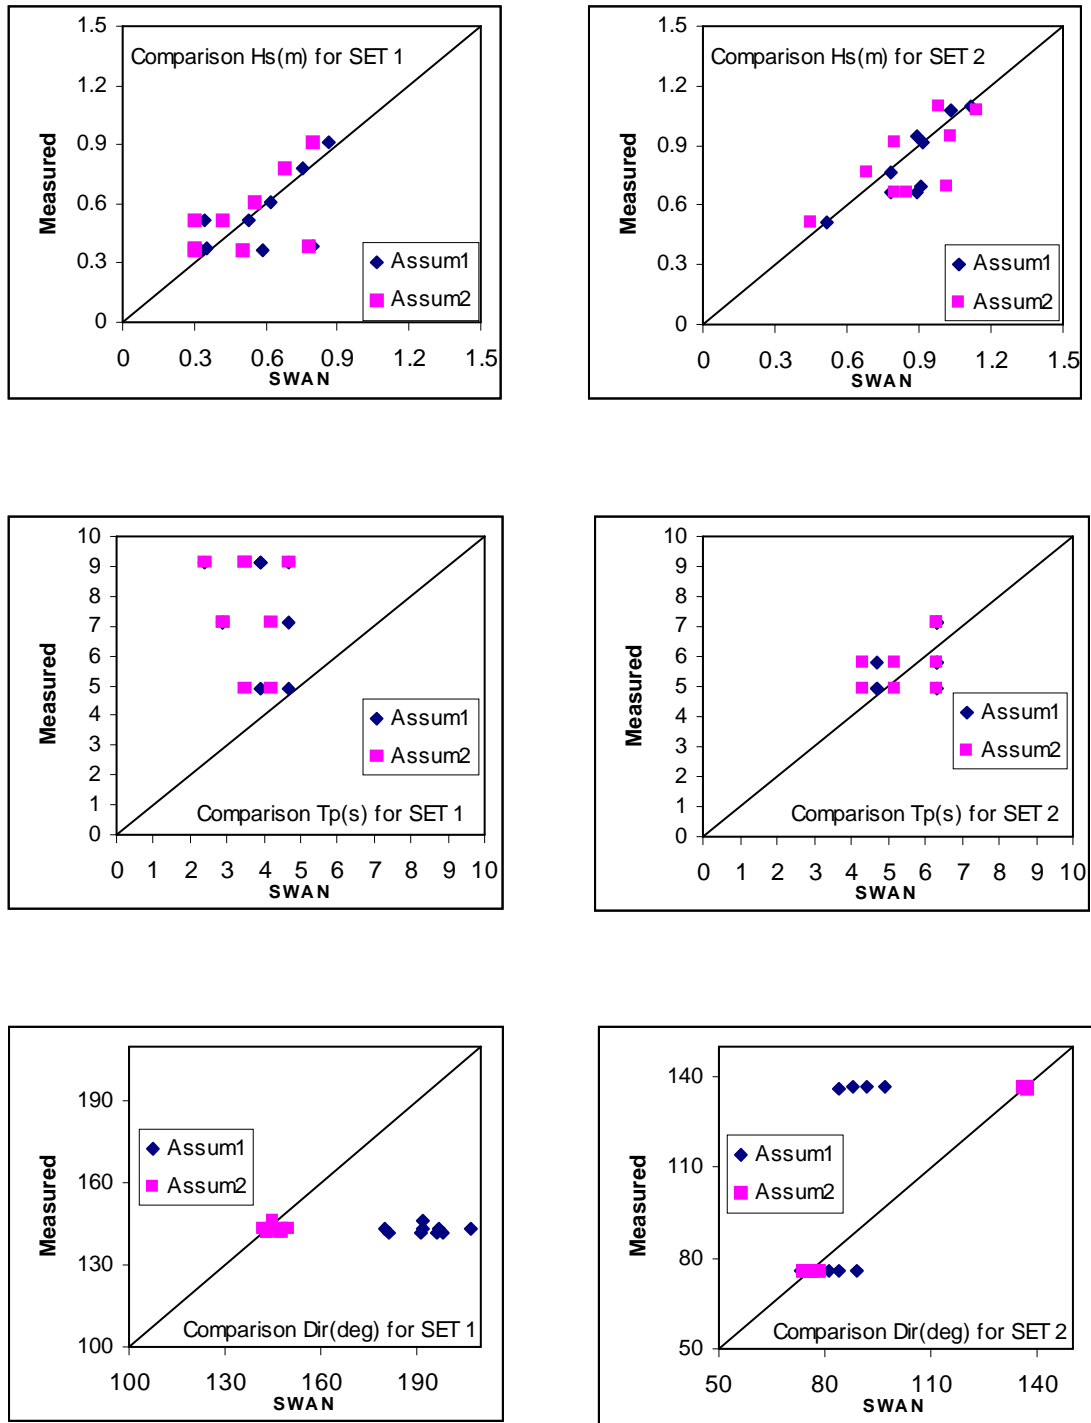 Comparison Hs(m) for SET 1
Measured
1.5
1.2
0.9
0.6
0.3
0
0 0.3 0.6 0.9 1.2 1.5
SWAN
Assum1
Assum2
Comparison Hs(m) for SET 2
Measured
1.5
1.2
0.9
0.6
0.3
0
0 0.3 0.6 0.9 1.2 1.5
SWAN
Assum1
Assum2
Measured
10
9
8
7
6
5
4
3
2
1
0
Assum1
Assum2
Comparison Tp(s) for SET 1
0 1 2 3 4 5 6 7 8 9 10
SWAN
Measured
10
9
8
7
6
5
4
3
2
1
0
Assum1
Assum2
Comparison Tp(s) for SET 2
0 1 2 3 4 5 6 7 8 9 10
SWAN
Measured
190
160
130
100
Assum1
Assum2
Comparison Dir(deg) for SET 1
100 130 160 190
SWAN
Measured
140
110
80
50
Assum1
Assum2
Comparison Dir(deg) for SET 2
50 80 110 140
SWAN